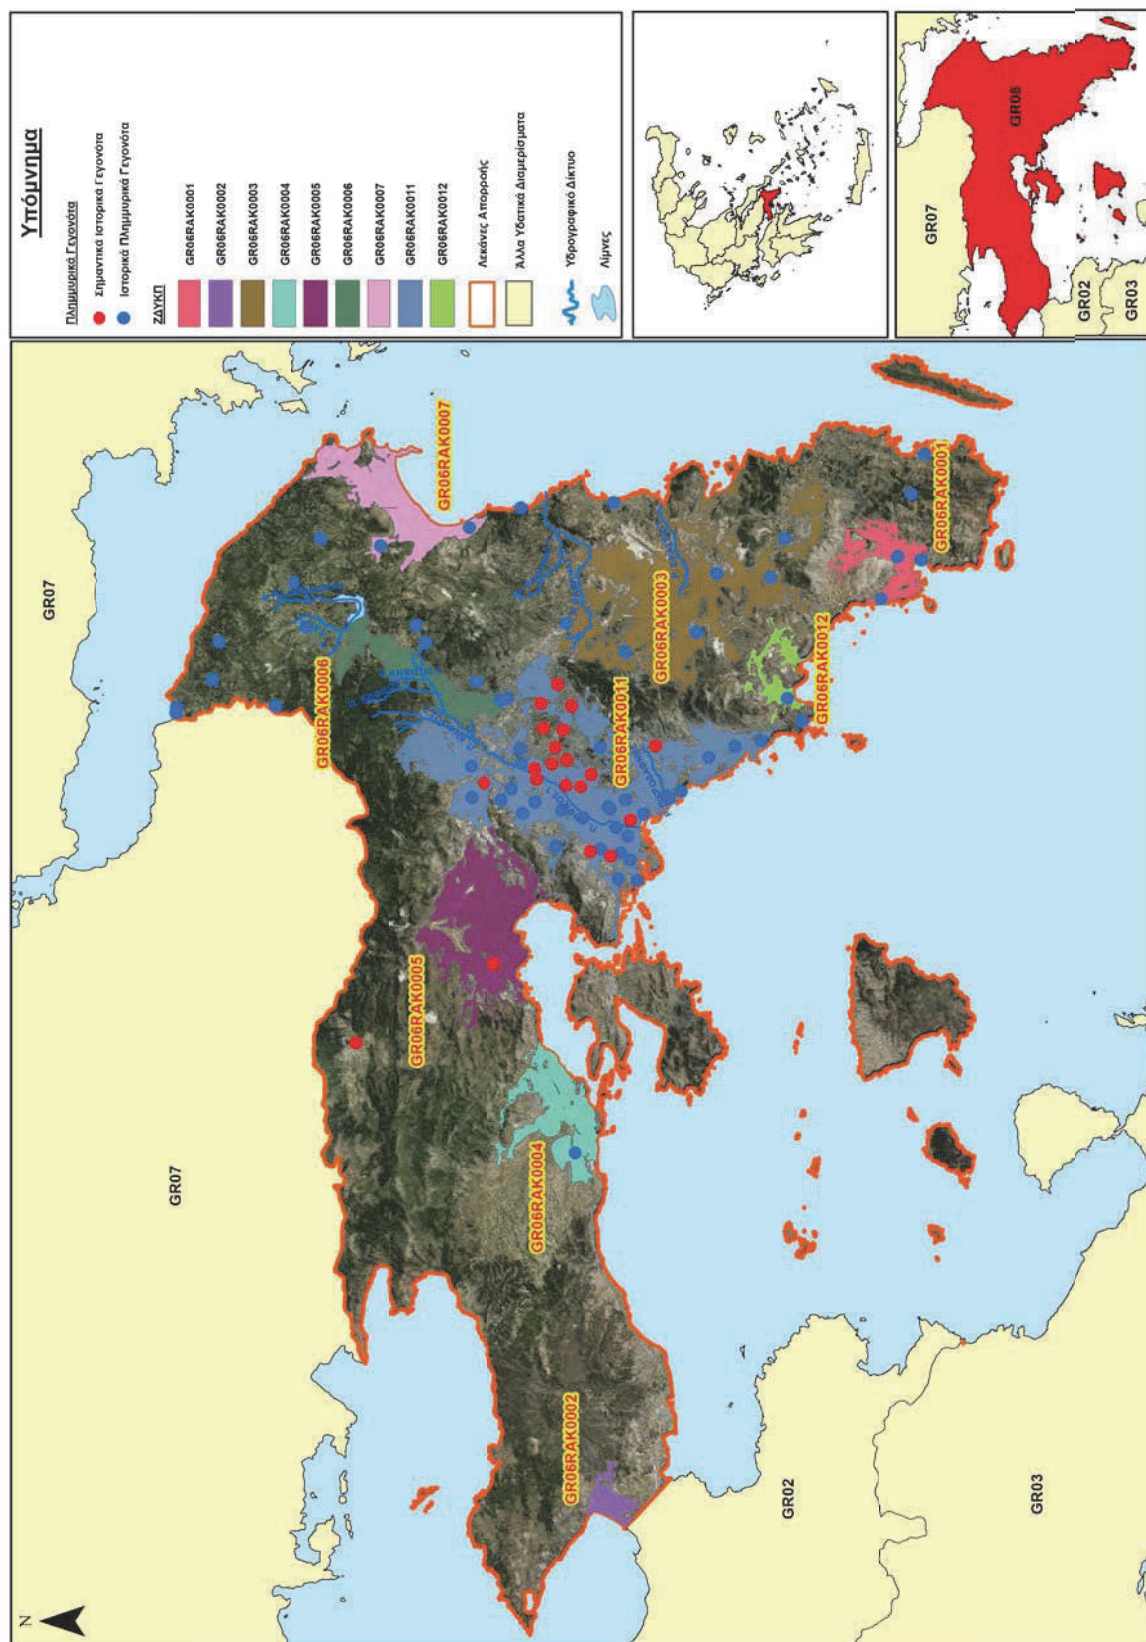 Υπόμνημα
Πλημμυρικά Γεγονότα
Σημαντικά Ιστορικά Γεγονότα
Ιστορικά Πλημμυρικά Γεγονότα
ΖΔΥΚΠ
GR06RAK0001
GR06RAK0002
GR06RAK0003
GR06RAK0004
GR06RAK0005
GR06RAK0006
GR06RAK0007
GR06RAK0011
GR06RAK0012
Λεκάνες Απορροής
Άλλα Υδατικά Διαμερίσματα
Υδρογραφικό Δίκτυο
Λίμνες
GR07
GR06
GR02
GR03
N
GR07
GR07
GR02
GR03
GR06RAK0002
GR06RAK0004
GR06RAK0005
GR06RAK0006
GR06RAK0007
GR06RAK0011
GR06RAK0003
GR06RAK0012
GR06RAK0001